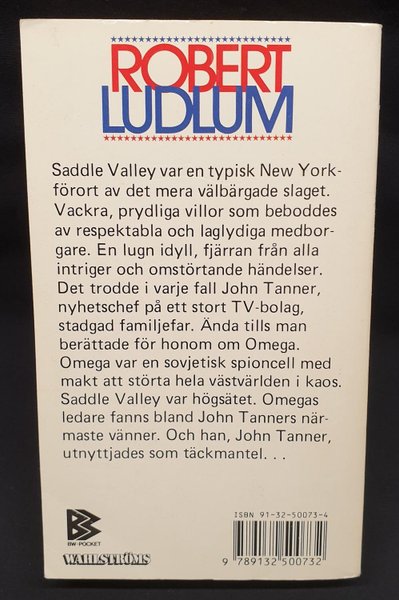 ROBERT
LUDLUM
Saddle Valley var en typisk New York-
förort av det mera välbärgade slaget.
Vackra, prydliga villor som beboddes
av respektabla och laglydiga medbor-
gare. En lugn idyll, fjärran från alla
intriger och omstörtande händelser.
Det trodde i varje fall John Tanner,
nyhetschef på ett stort TV-bolag,
stadgad familjefar. Ända tills man
berättade för honom om Omega.
Omega var en sovjetisk spioncell med
makt att störta hela västvärlden i kaos.
Saddle Valley var högsätet. Omegas
ledare fanns bland John Tanners när-
maste vänner. Och han, John Tanner,
utnyttjades som täckmantel. . .
ISBN 91-32-50073-4
BW-POCKET
WAHLSTRÖMS
9 789132 500732